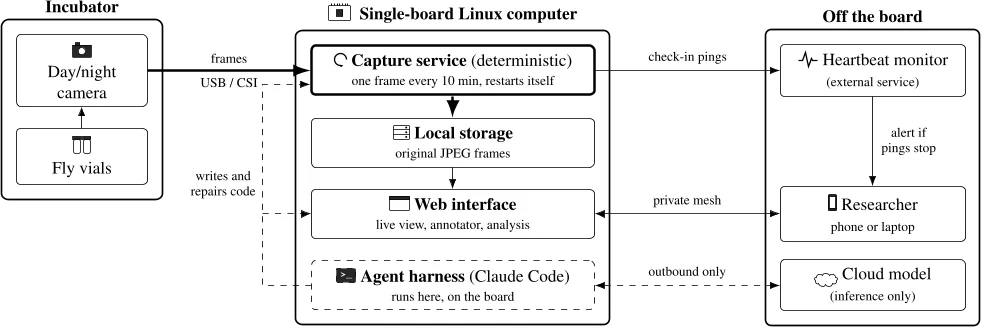 Incubator
Day/night
camera
Fly vials
frames
USB / CSI
writes and
repairs code
Single-board Linux computer
Capture service (deterministic)
one frame every 10 min, restarts itself
Local storage
original JPEG frames
Web interface
live view, annotator, analysis
>_ Agent harness (Claude Code)
runs here, on the board
check-in pings
private mesh
outbound only
Off the board
Heartbeat monitor
(external service)
alert if
pings stop
Researcher
phone or laptop
Cloud model
(inference only)